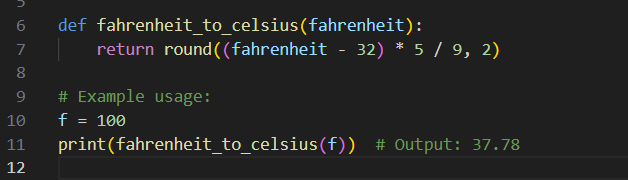 5
6 def fahrenheit_to_celsius(fahrenheit):
7     return round((fahrenheit - 32) * 5 / 9, 2)
8
9 # Example usage:
10 f = 100
11 print(fahrenheit_to_celsius(f))  # Output: 37.78
12